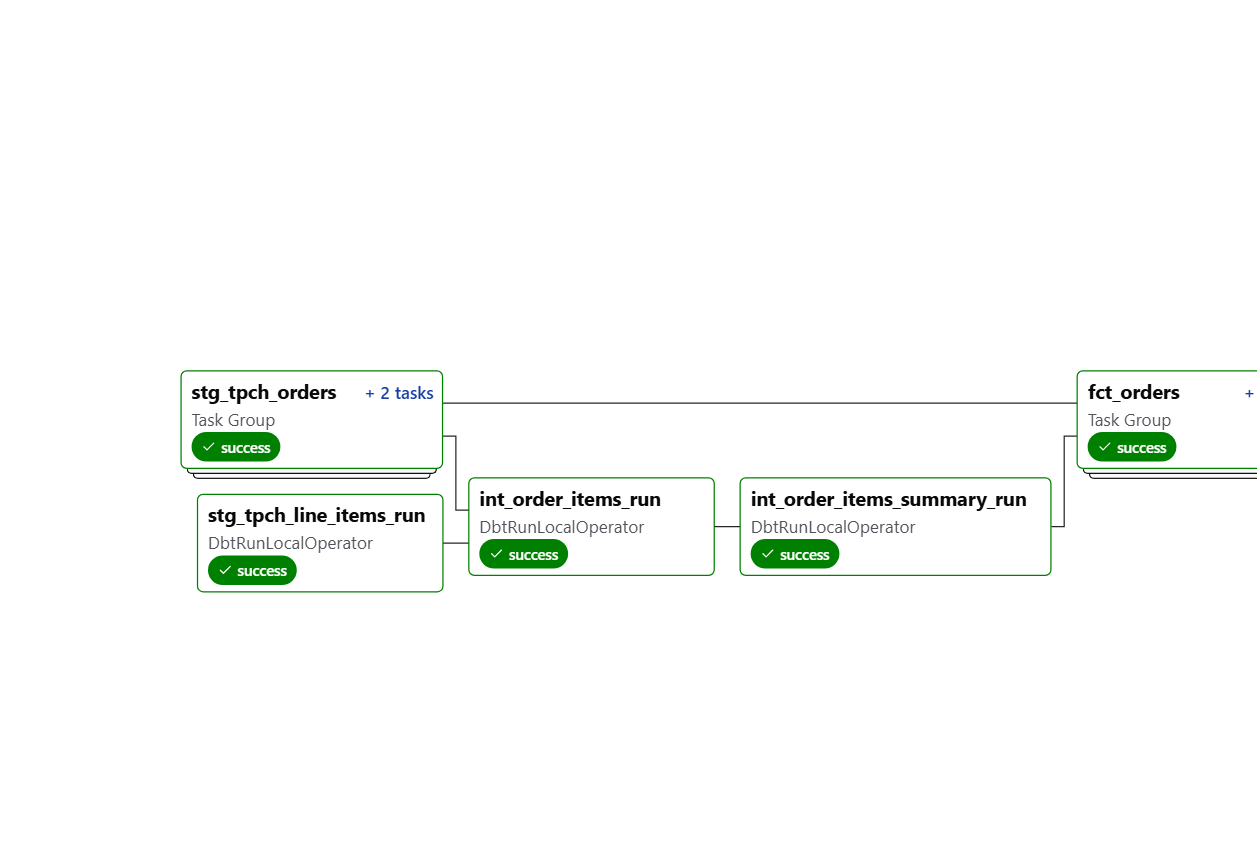 stg_tpch_orders + 2 tasks
Task Group
success
fct_orders +
Task Group
success
stg_tpch_line_items_run
DbtRunLocalOperator
success
int_order_items_run
DbtRunLocalOperator
success
int_order_items_summary_run
DbtRunLocalOperator
success